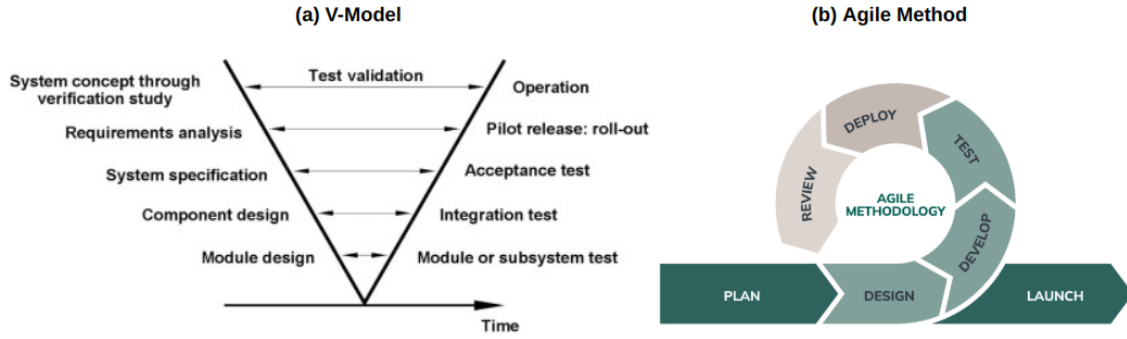 (a) V-Model
Test validation
System concept through
verification study
Operation
Requirements analysis
Pilot release: roll-out
System specification
Acceptance test
Component design
Integration test
Module design
Module or subsystem test
Time
(b) Agile Method
DEPLOY
TEST
REVIEW
AGILE
METHODOLOGY
DEVELOP
PLAN
DESIGN
LAUNCH